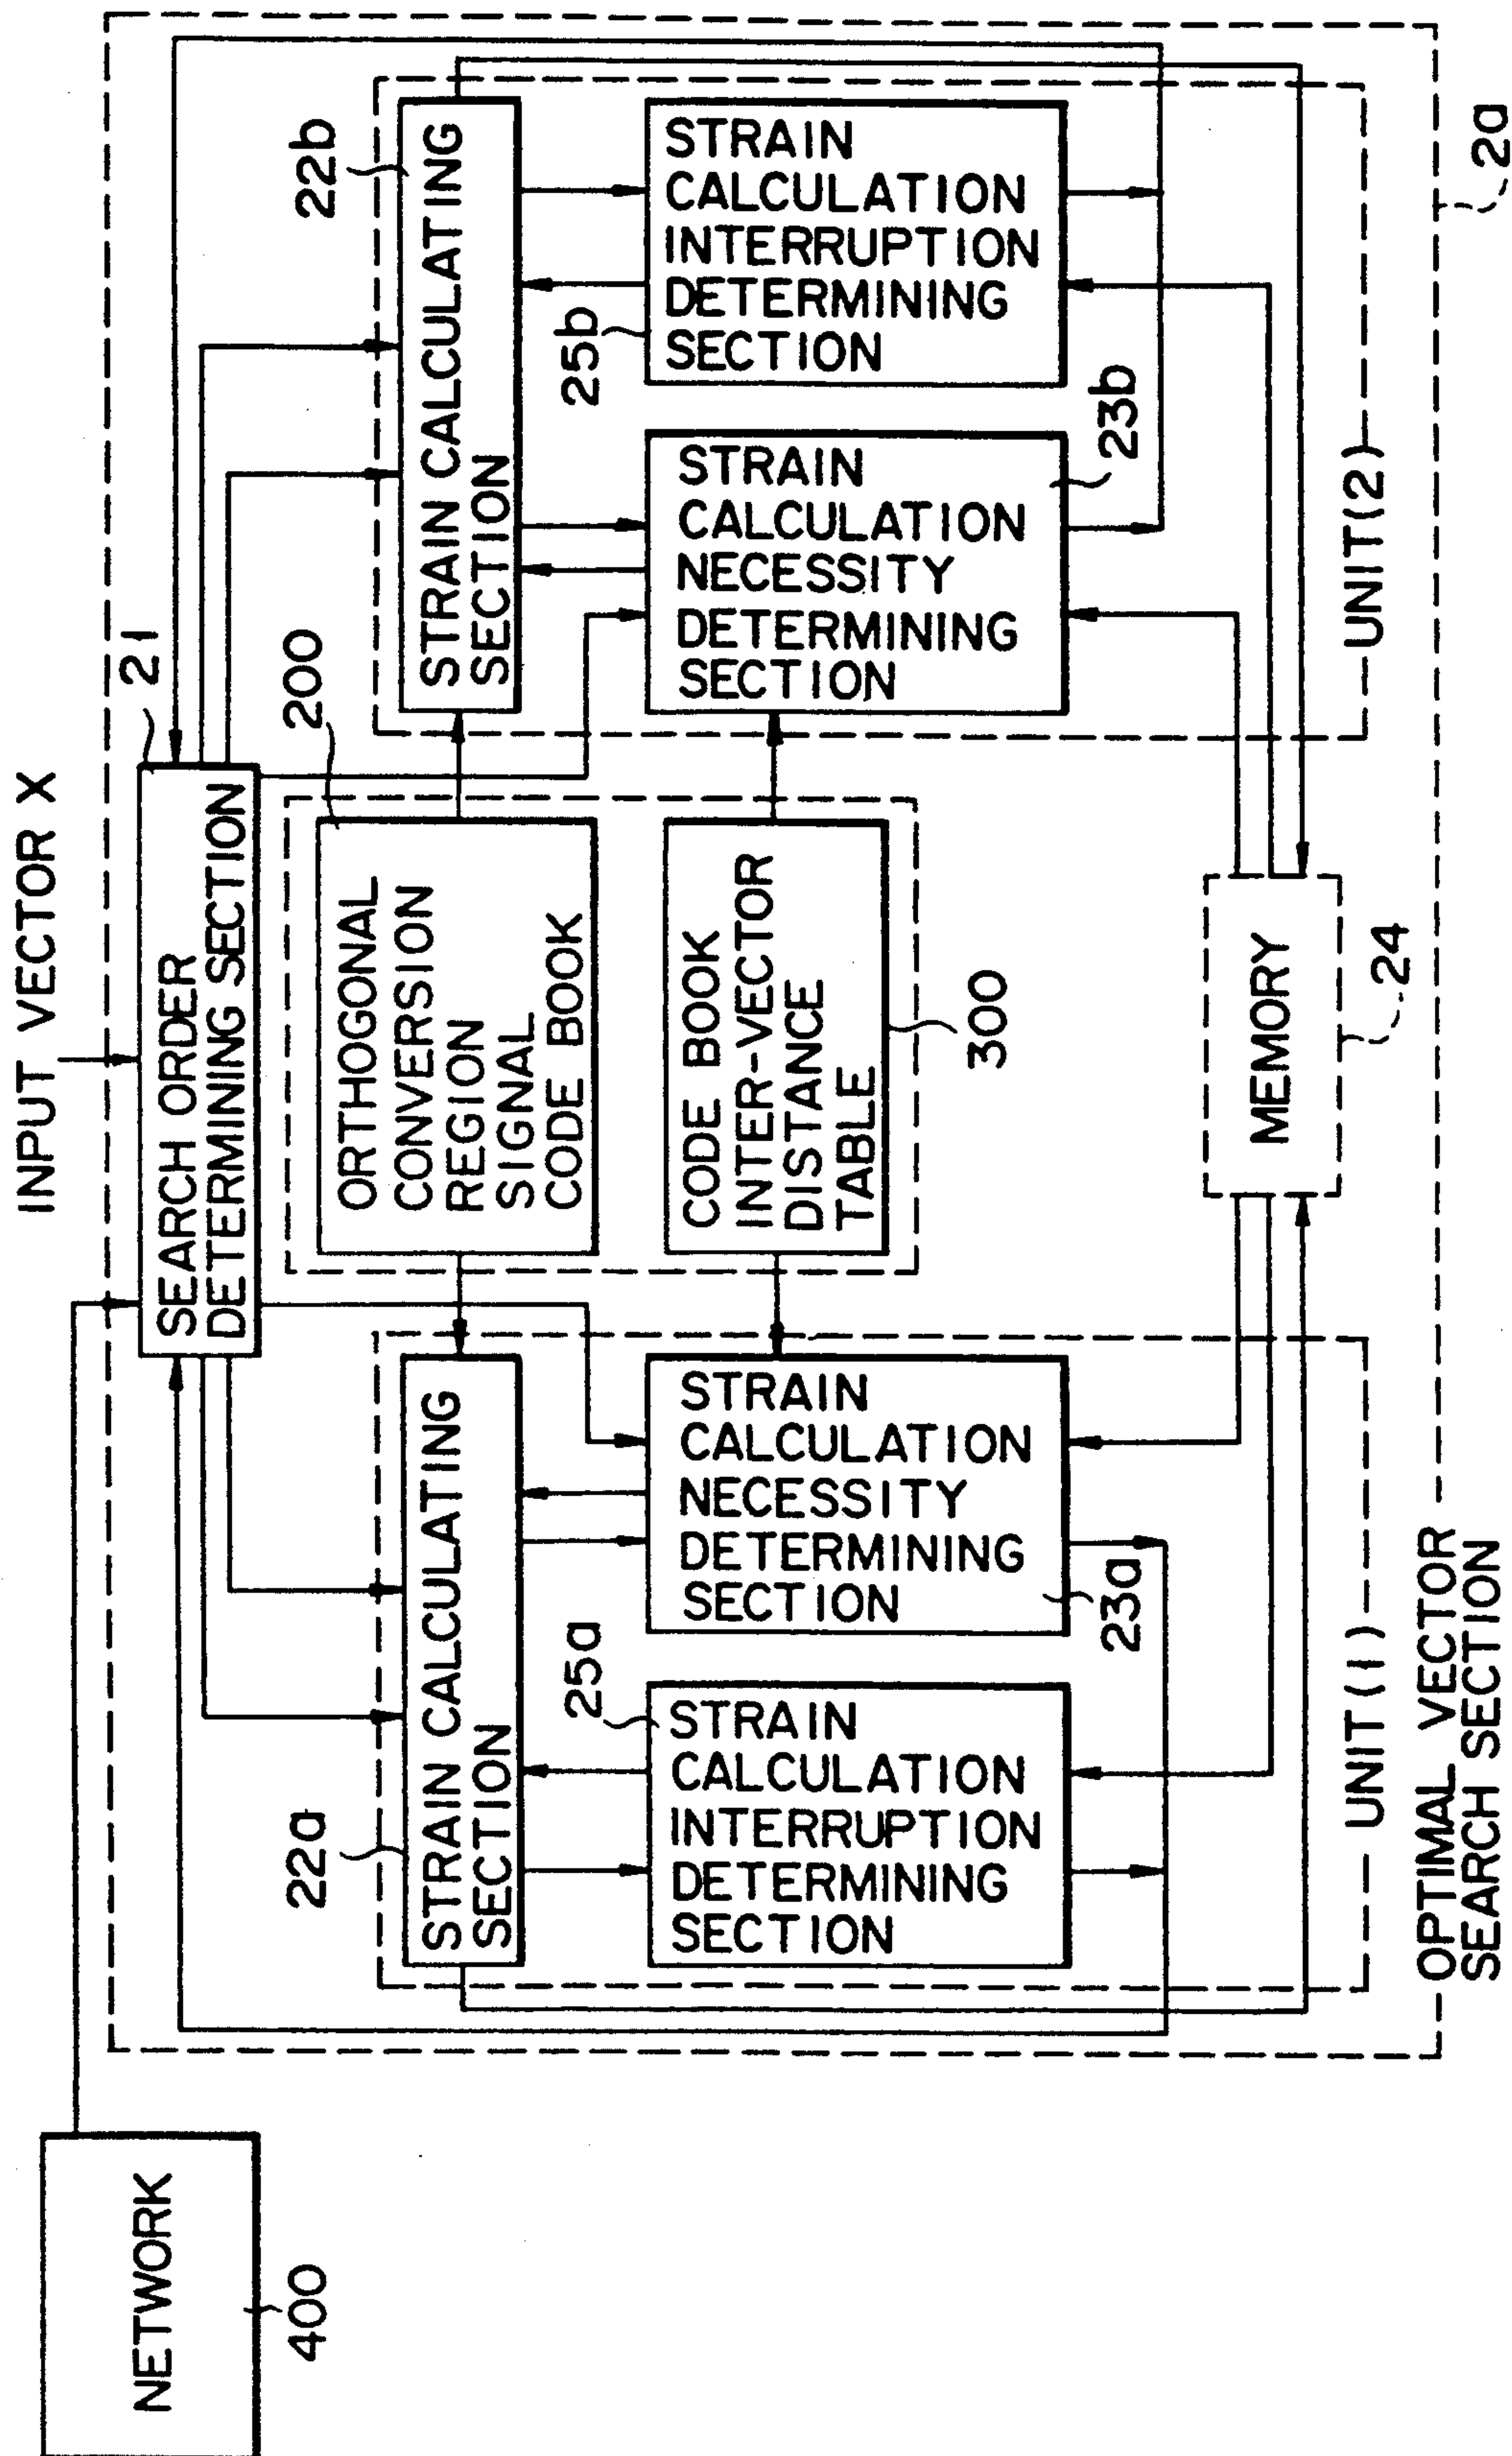 INPUT VECTOR X
NETWORK
400
21
SEARCH ORDER
DETERMINING SECTION
22a
STRAIN CALCULATING
SECTION
200
ORTHOGONAL
CONVERSION
REGION
SIGNAL
CODE BOOK
22b
STRAIN CALCULATING
SECTION
25a
STRAIN
CALCULATION
INTERRUPTION
DETERMINING
SECTION
STRAIN
CALCULATION
NECESSITY
DETERMINING
SECTION
23a
CODE BOOK
INTER-VECTOR
DISTANCE
TABLE
300
STRAIN
CALCULATION
NECESSITY
DETERMINING
SECTION
23b
25b
STRAIN
CALCULATION
INTERRUPTION
DETERMINING
SECTION
MEMORY
24
UNIT(1)
UNIT(2)
OPTIMAL VECTOR
SEARCH SECTION
2a